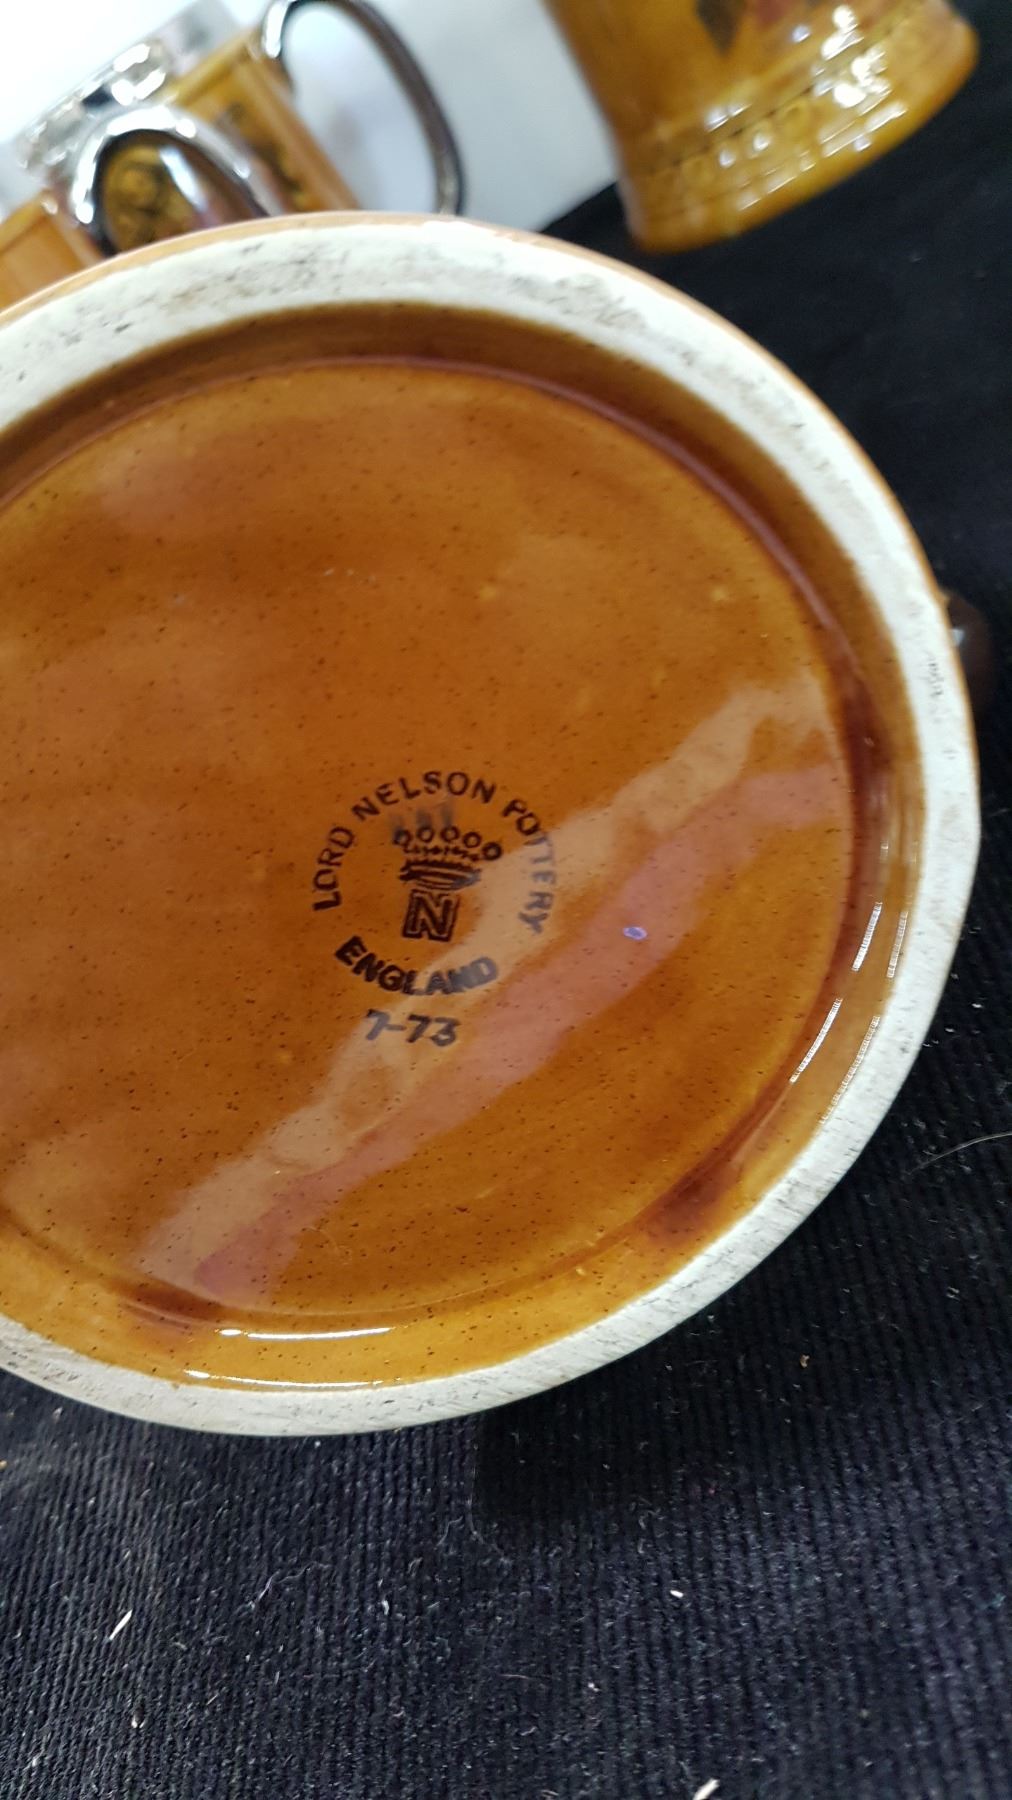 LORD NELSON POTTERY
N
ENGLAND
7-73